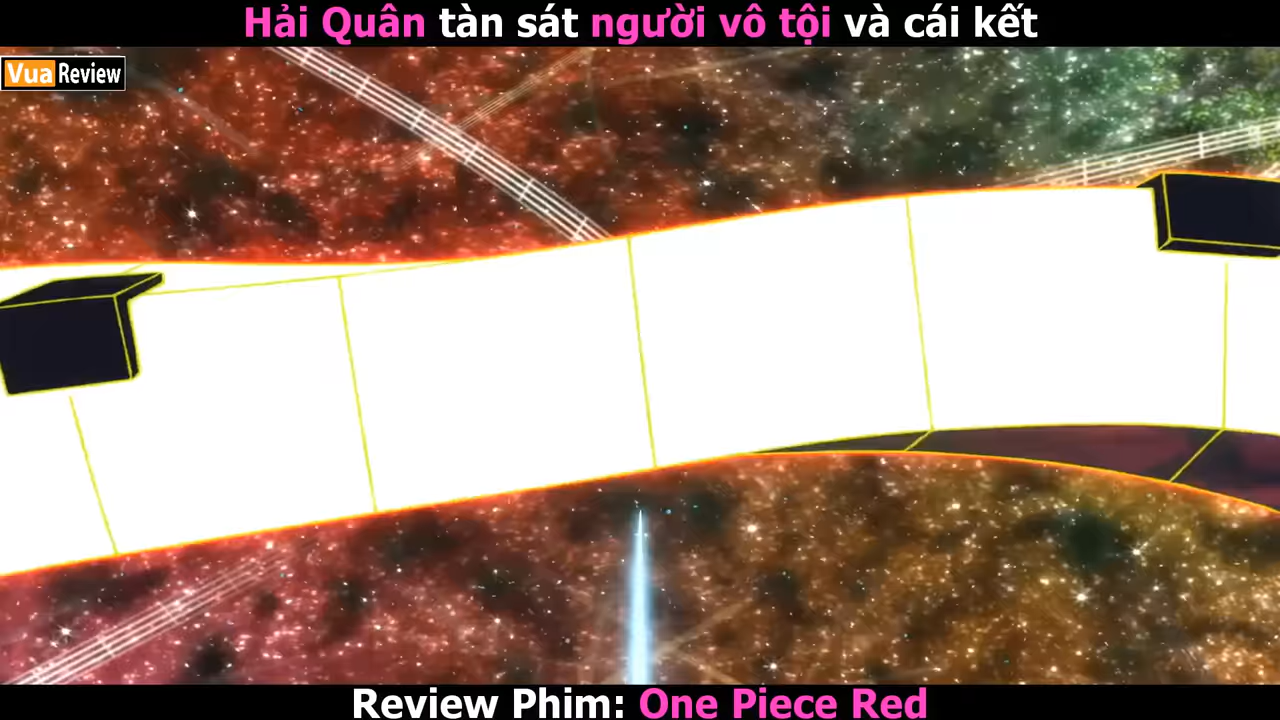 Hải Quân tàn sát người vô tội và cái kết
Vua Review
Review Phim: One Piece Red